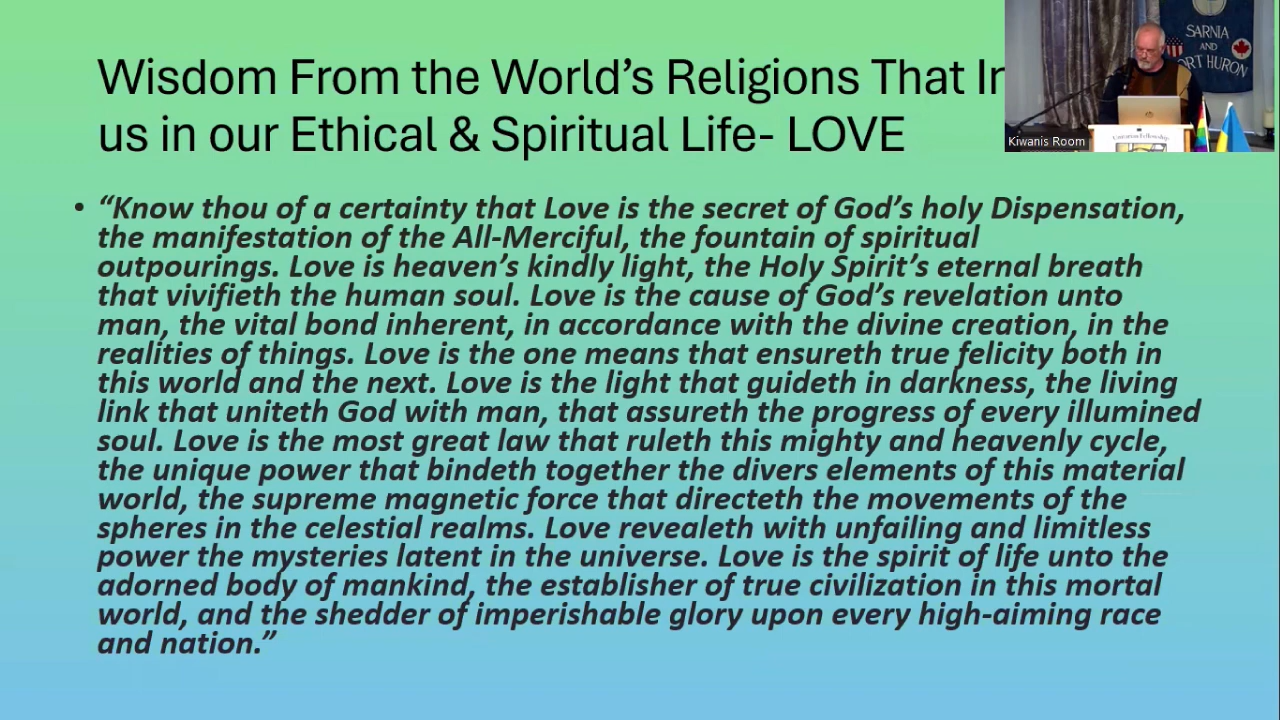 Wisdom From the World's Religions That
us in our Ethical & Spiritual Life- LOVE
SARNIA
AND
PORT HURON
Kiwanis Room
Unitarian Fellowship
• "Know thou of a certainty that Love is the secret of God's holy Dispensation,
the manifestation of the All-Merciful, the fountain of spiritual
outpourings. Love is heaven's kindly light, the Holy Spirit's eternal breath
that vivifieth the human soul. Love is the cause of God's revelation unto
man, the vital bond inherent, in accordance with the divine creation, in the
realities of things. Love is the one means that ensureth true felicity both in
this world and the next. Love is the light that guideth in darkness, the living
link that uniteth God with man, that assureth the progress of every illumined
soul. Love is the most great law that ruleth this mighty and heavenly cycle,
the unique power that bindeth together the divers elements of this material
world, the supreme magnetic force that directeth the movements of the
spheres in the celestial realms. Love revealeth with unfailing and limitless
power the mysteries latent in the universe. Love is the spirit of life unto the
adorned body of mankind, the establisher of true civilization in this mortal
world, and the shedder of imperishable glory upon every high-aiming race
and nation."